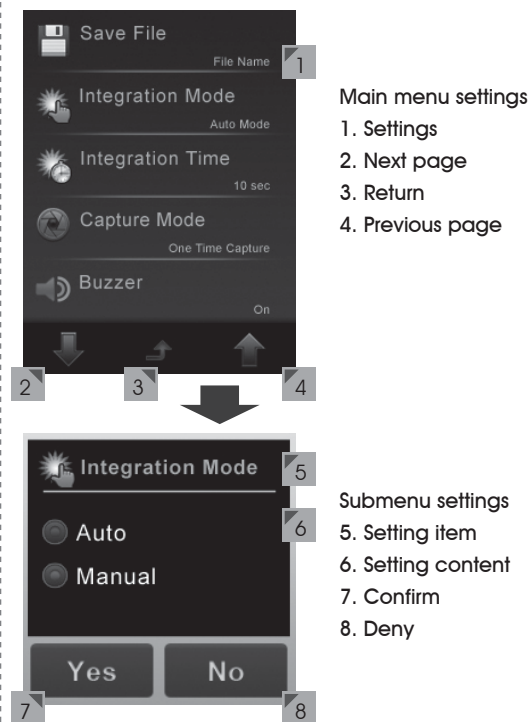 Save File
File Name
1
Integration Mode
Auto Mode
Integration Time
10 sec
Capture Mode
One Time Capture
Buzzer
On
2
3
4
Main menu settings
1. Settings
2. Next page
3. Return
4. Previous page
Integration Mode
5
6
Auto
Manual
Yes
No
7
8
Submenu settings
5. Setting item
6. Setting content
7. Confirm
8. Deny